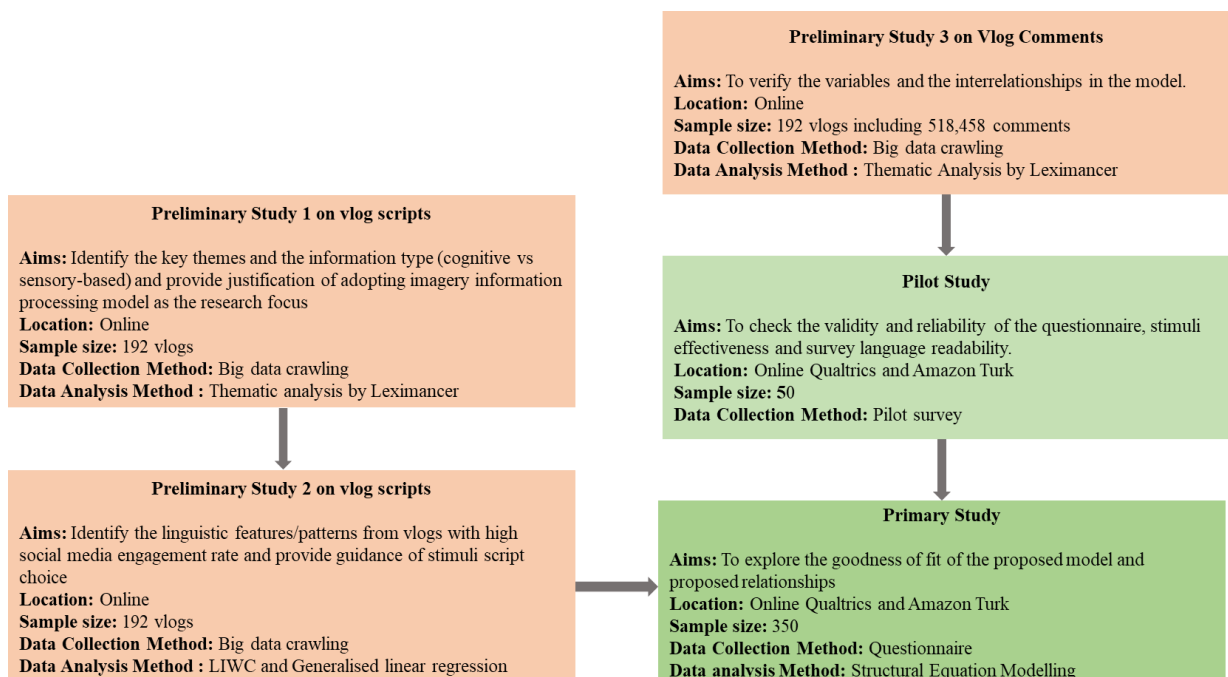 Preliminary Study 3 on Vlog Comments
Aims: To verify the variables and the interrelationships in the model.
Location: Online
Sample size: 192 vlogs including 518,458 comments
Data Collection Method: Big data crawling
Data Analysis Method : Thematic Analysis by Leximancer
Preliminary Study 1 on vlog scripts
Aims: Identify the key themes and the information type (cognitive vs
sensory-based) and provide justification of adopting imagery information
processing model as the research focus
Location: Online
Sample size: 192 vlogs
Data Collection Method: Big data crawling
Data Analysis Method : Thematic analysis by Leximancer
Pilot Study
Aims: To check the validity and reliability of the questionnaire, stimuli
effectiveness and survey language readability.
Location: Online Qualtrics and Amazon Turk
Sample size: 50
Data Collection Method: Pilot survey
Preliminary Study 2 on vlog scripts
Aims: Identify the linguistic features/patterns from vlogs with high
social media engagement rate and provide guidance of stimuli script
choice
Location: Online
Sample size: 192 vlogs
Data Collection Method: Big data crawling
Data Analysis Method : LIWC and Generalised linear regression
Primary Study
Aims: To explore the goodness of fit of the proposed model and
proposed relationships
Location: Online Qualtrics and Amazon Turk
Sample size: 350
Data Collection Method: Questionnaire
Data analysis Method: Structural Equation Modelling